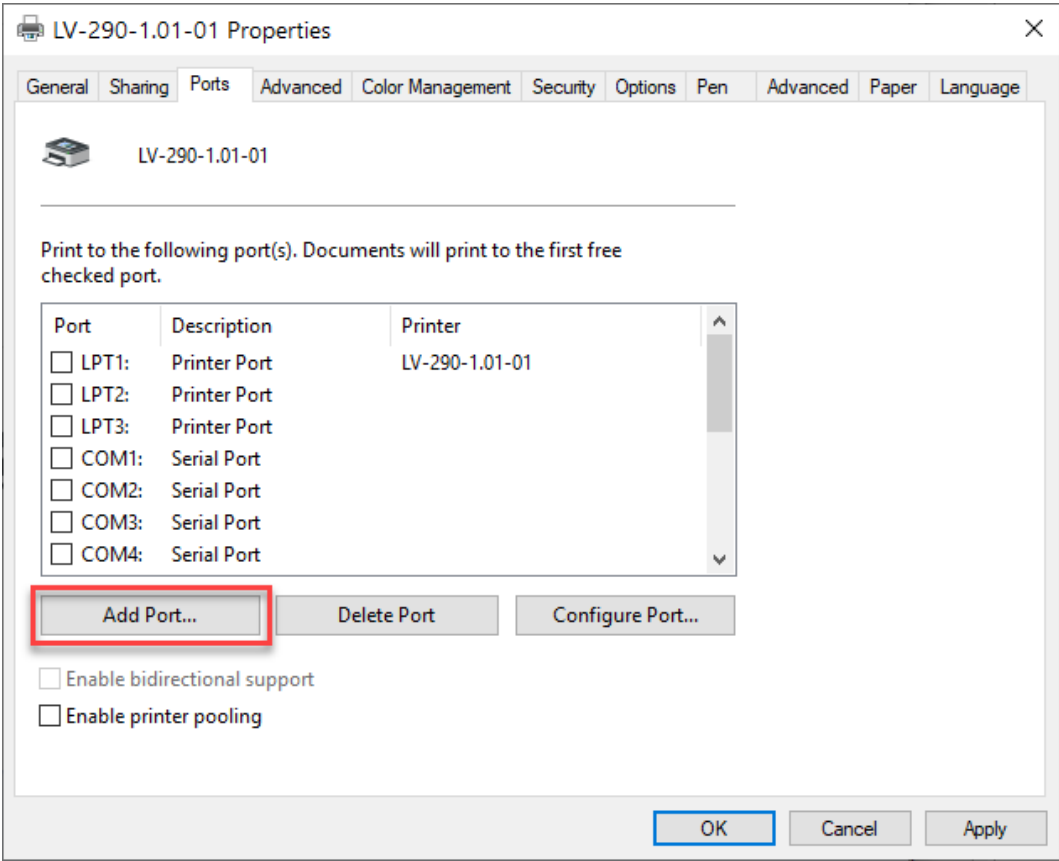 LV-290-1.01-01 Properties
General Sharing Ports Advanced Color Management Security Options Pen Advanced Paper Language
LV-290-1.01-01
Print to the following port(s). Documents will print to the first free
checked port.
Port Description Printer
LPT1: Printer Port LV-290-1.01-01
LPT2: Printer Port
LPT3: Printer Port
COM1: Serial Port
COM2: Serial Port
COM3: Serial Port
COM4: Serial Port
Add Port... Delete Port Configure Port...
Enable bidirectional support
Enable printer pooling
OK Cancel Apply